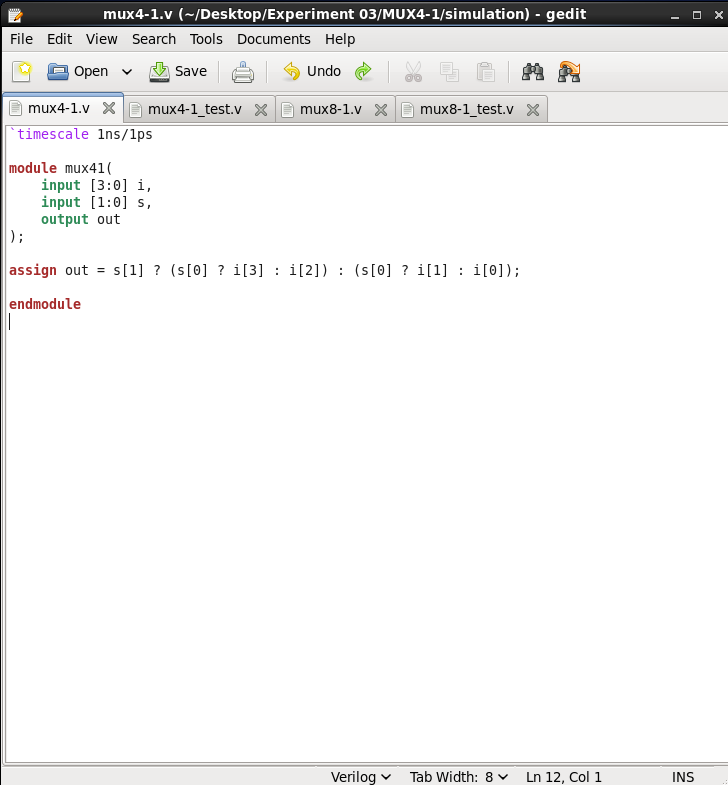 mux4-1.v (~/Desktop/Experiment 03/MUX4-1/simulation) - gedit
File Edit View Search Tools Documents Help
Open Save Undo
mux4-1.v mux4-1_test.v mux8-1.v mux8-1_test.v
`timescale 1ns/1ps
module mux41(
    input [3:0] i,
    input [1:0] s,
    output out
);
assign out = s[1] ? (s[0] ? i[3] : i[2]) : (s[0] ? i[1] : i[0]);
endmodule
Verilog Tab Width: 8 Ln 12, Col 1 INS